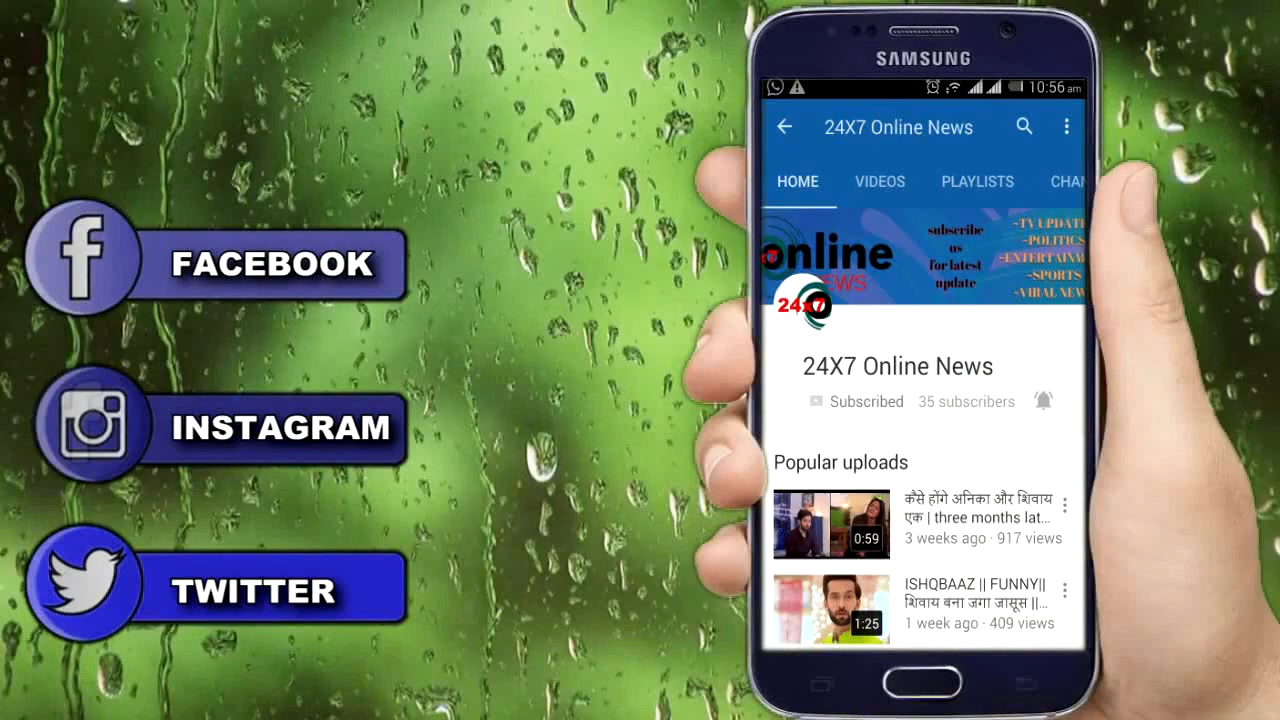 FACEBOOK
INSTAGRAM
TWITTER
SAMSUNG
10:56 am
24X7 Online News
HOME VIDEOS PLAYLISTS CHAN
online
NEWS
subscribe
us
for latest
update
~TV UPDATE
~POLITICS
~ENTERTAINM
~SPORTS
~VIRAL NEW
24x7
24X7 Online News
Subscribed 35 subscribers
Popular uploads
0:59
कैसे होंगे अनिका और शिवाय
एक | three months lat...
3 weeks ago · 917 views
1:25
ISHQBAAZ || FUNNY||
शिवाय बना जगा जासूस ||...
1 week ago · 409 views